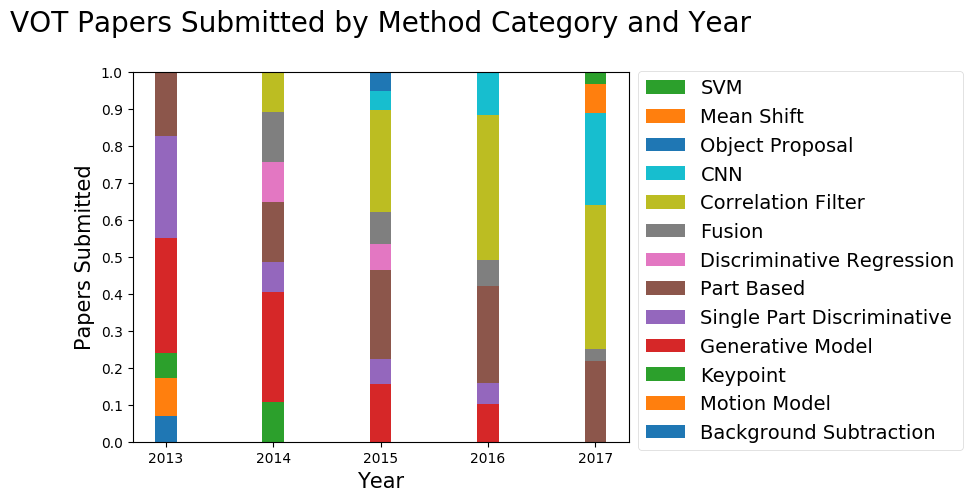 VOT Papers Submitted by Method Category and Year
Papers Submitted
1.0
0.9
0.8
0.7
0.6
0.5
0.4
0.3
0.2
0.1
0.0
2013 2014 2015 2016 2017
Year
SVM
Mean Shift
Object Proposal
CNN
Correlation Filter
Fusion
Discriminative Regression
Part Based
Single Part Discriminative
Generative Model
Keypoint
Motion Model
Background Subtraction